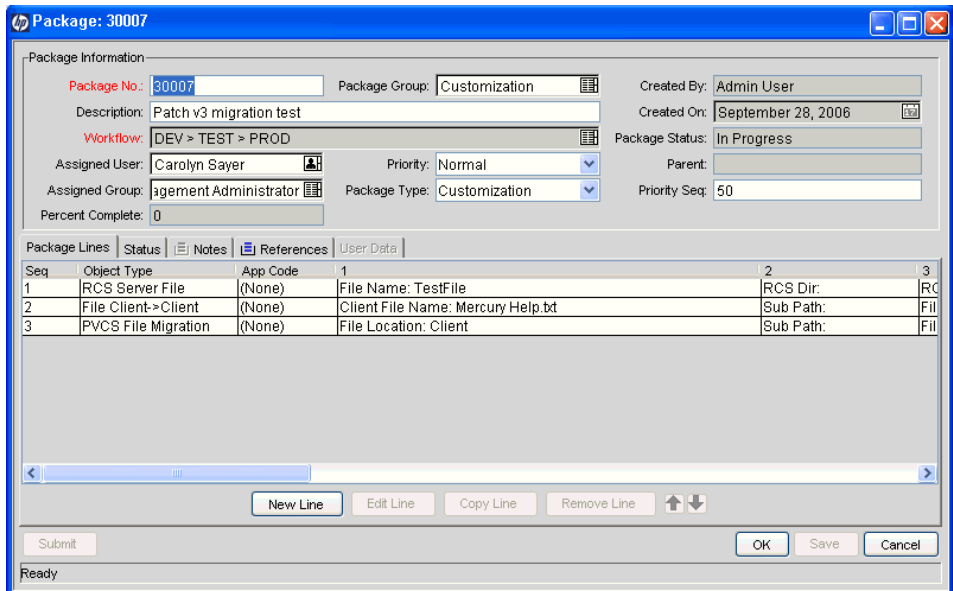 hp Package: 30007
Package Information
Package No.: 30007 Package Group: Customization Created By: Admin User
Description: Patch v3 migration test Created On: September 28, 2006
Workflow: DEV > TEST > PROD Package Status: In Progress
Assigned User: Carolyn Sayer Priority: Normal Parent:
Assigned Group: agement Administrator Package Type: Customization Priority Seq: 50
Percent Complete: 0
Package Lines Status Notes References User Data
Seq Object Type App Code 1 2 3
1 RCS Server File (None) File Name: TestFile RCS Dir: RC
2 File Client->Client (None) Client File Name: Mercury Help.txt Sub Path: Fil
3 PVCS File Migration (None) File Location: Client Sub Path: Fil
New Line Edit Line Copy Line Remove Line
Submit OK Save Cancel
Ready